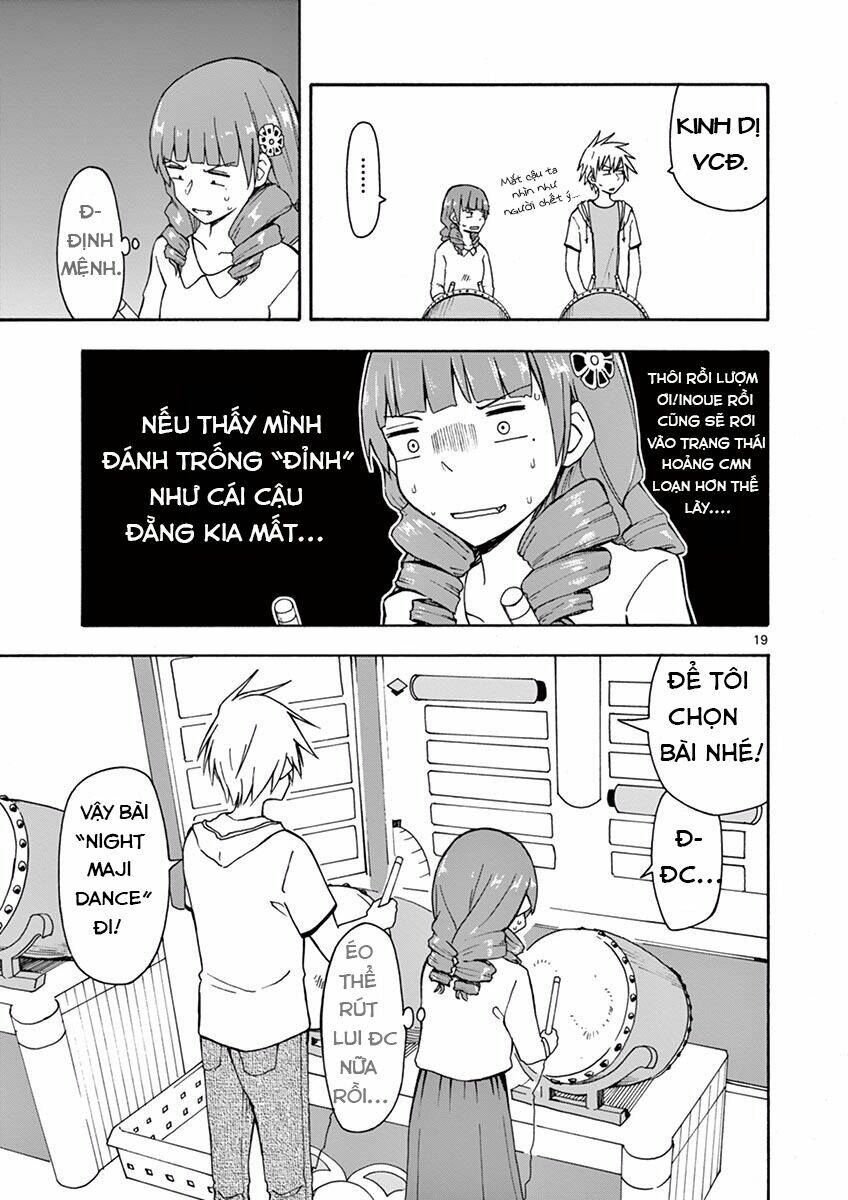 KINH DỊ
VCĐ.
Mắt cậu ta
nhìn như
người chết ý....
........
Đ-
ĐỊNH
MỆNH.
THÔI RỒI LƯỢM
ƠI!INOUE RỒI
CŨNG SẼ RƠI
VÀO TRẠNG THÁI
HOẢNG CMN
LOẠN HƠN THẾ
LÀY....
NẾU THẤY MÌNH
ĐÁNH TRỐNG "ĐỈNH"
NHƯ CÁI CẬU
ĐẰNG KIA MẤT...
19
ĐỂ TÔI
CHỌN
BÀI NHÉ!
Đ-
ĐC...
VẬY BÀI
"NIGHT
MAJI
DANCE"
ĐI!
ÉO
THỂ
RÚT
LUI ĐC
NỮA
RỒI...